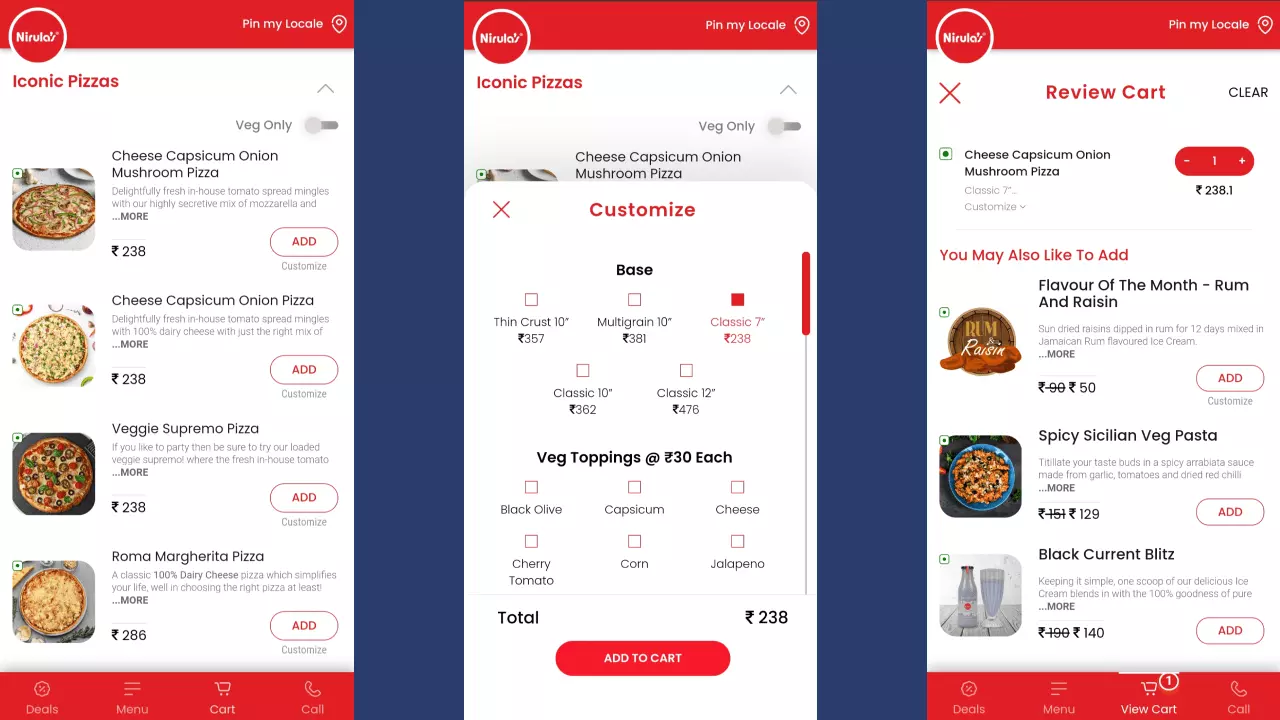 Nirula's
Pin my Locale
Iconic Pizzas
Veg Only
Cheese Capsicum Onion
Mushroom Pizza
Delightfully fresh in-house tomato spread mingles
with our highly secretive mix of mozzarella and
...MORE
₹ 238
ADD
Customize
Cheese Capsicum Onion Pizza
Delightfully fresh in-house tomato spread mingles
with 100% dairy cheese with just the right mix of
...MORE
₹ 238
ADD
Customize
Veggie Supremo Pizza
If you like to party then be sure to try our loaded
veggie supremo! where the fresh in-house tomato
...MORE
₹ 238
ADD
Customize
Roma Margherita Pizza
A classic 100% Dairy Cheese pizza which simplifies
your life, well in choosing the right pizza at least!
...MORE
₹ 286
ADD
Customize
Deals
Menu
Cart
Call
Nirula's
Pin my Locale
Iconic Pizzas
Veg Only
Cheese Capsicum Onion
Mushroom Pizza
Customize
Base
Thin Crust 10”
₹357
Multigrain 10”
₹381
Classic 7”
₹238
Classic 10”
₹362
Classic 12”
₹476
Veg Toppings @ ₹30 Each
Black Olive
Capsicum
Cheese
Cherry
Tomato
Corn
Jalapeno
Total
₹ 238
ADD TO CART
Nirula's
Pin my Locale
Review Cart
CLEAR
Cheese Capsicum Onion
Mushroom Pizza
Classic 7”...
Customize
- 1 +
₹ 238.1
You May Also Like To Add
Flavour Of The Month - Rum
And Raisin
RUM
&
Raisin
Sun dried raisins dipped in rum for 12 days mixed in
Jamaican Rum flavoured Ice Cream.
...MORE
₹ 90 ₹ 50
ADD
Customize
Spicy Sicilian Veg Pasta
Titillate your taste buds in a spicy arrabiata sauce
made from garlic, tomatoes and dried red chilli
...MORE
₹ 151 ₹ 129
ADD
Black Current Blitz
Keeping it simple, one scoop of our delicious Ice
Cream blends in with the 100% goodness of pure
...MORE
₹ 190 ₹ 140
ADD
Deals
Menu
1
View Cart
Call